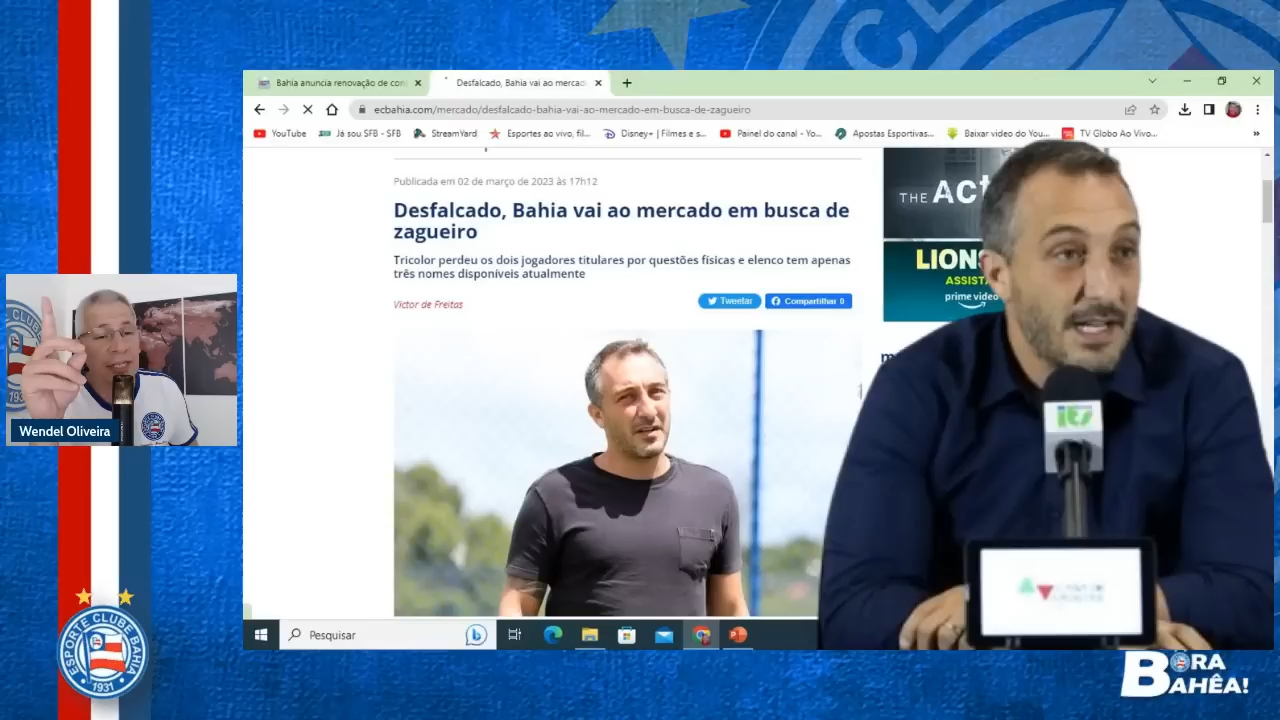 Bahia anuncia renovação de con
Desfalcado, Bahia vai ao mercad
ecbahia.com/mercado/desfalcado-bahia-vai-ao-mercado-em-busca-de-zagueiro
YouTube
Já sou SFB - SFB
StreamYard
Esportes ao vivo, fil...
Disney+ | Filmes e s...
Painel do canal - Yo...
Apostas Esportivas...
Baixar video do You...
TV Globo Ao Vivo...
Publicada em 02 de março de 2023 às 17h12
Desfalcado, Bahia vai ao mercado em busca de
zagueiro
Tricolor perdeu os dois jogadores titulares por questões físicas e elenco tem apenas
três nomes disponíveis atualmente
Victor de Freitas
Tweetar
Compartilhar 0
THE ACT
LIONS
ASSISTA
prime video
its
Wendel Oliveira
ESPORTE CLUBE BAHIA
1931
Pesquisar
BORA
BAHÊA!